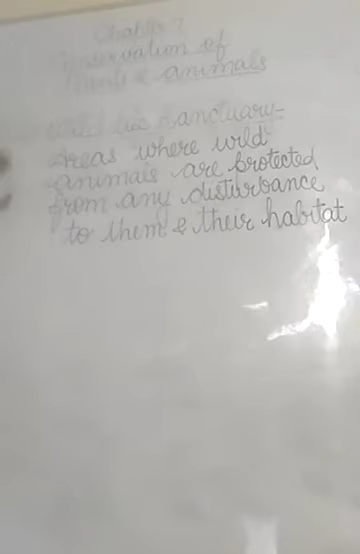 Chapter 7
Conservation of
Plants & animals
Wild life Sanctuary-
Areas where wild
animals are protected
from any disturbance
to them & their habitat